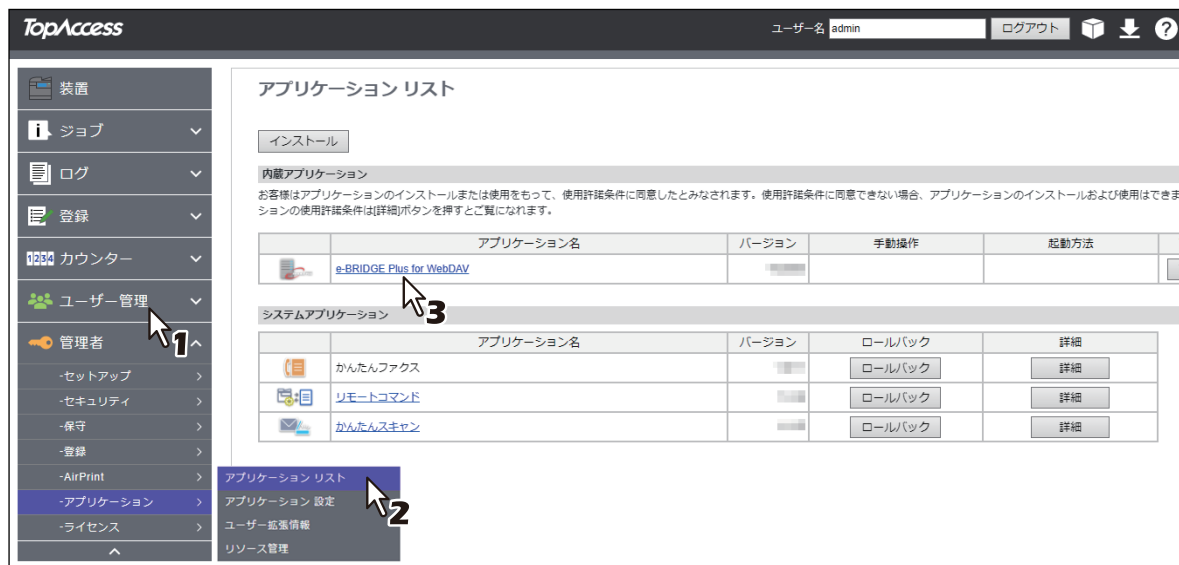 TopAccess
ユーザー名 admin ログアウト ?
装置
ジョブ
ログ
登録
1234 カウンター
ユーザー管理
1
管理者
-セットアップ
-セキュリティ
-保守
-登録
-AirPrint
-アプリケーション
-ライセンス
アプリケーション リスト
2
アプリケーション 設定
ユーザー拡張情報
リソース管理
アプリケーション リスト
インストール
内蔵アプリケーション
お客様はアプリケーションのインストールまたは使用をもって、使用許諾条件に同意したとみなされます。使用許諾条件に同意できない場合、アプリケーションのインストールおよび使用はできま
ションの使用許諾条件は[詳細]ボタンを押すとご覧になれます。
アプリケーション名 バージョン 手動操作 起動方法
e-BRIDGE Plus for WebDAV
3
システムアプリケーション
アプリケーション名 バージョン ロールバック 詳細
かんたんファクス ロールバック 詳細
リモートコマンド ロールバック 詳細
かんたんスキャン ロールバック 詳細